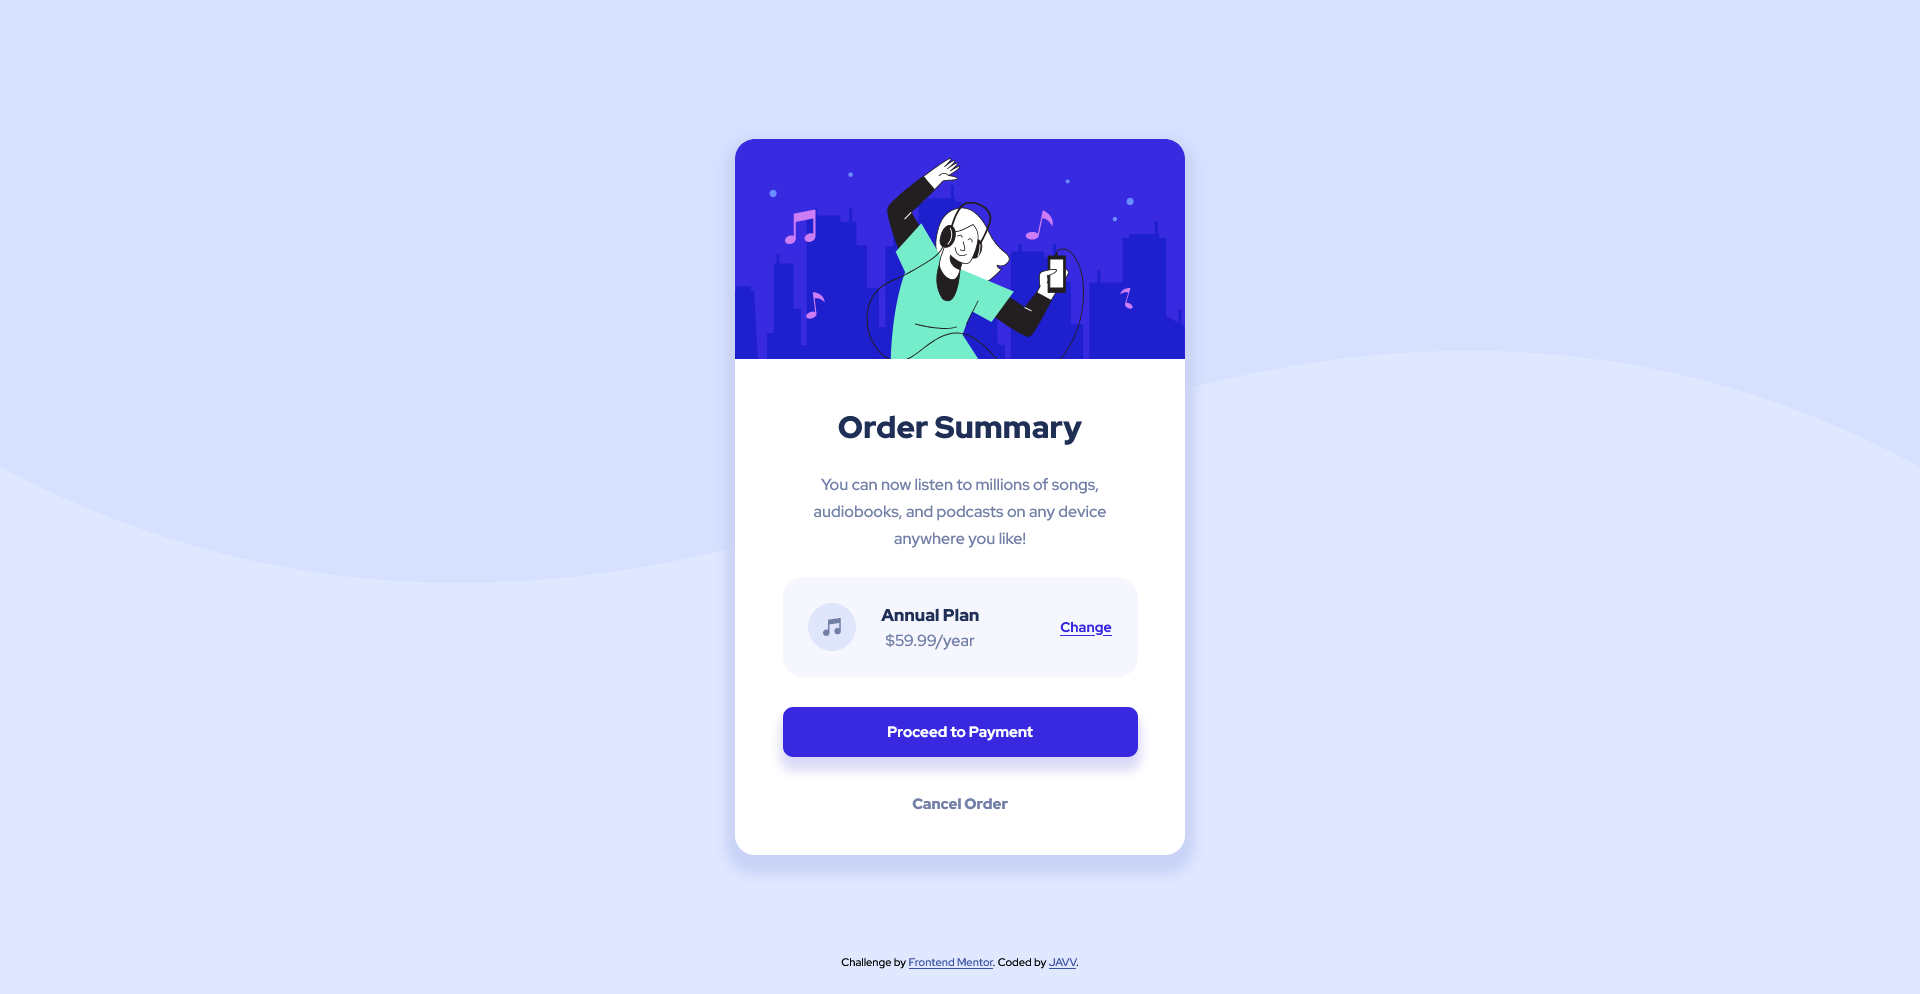 Order Summary
You can now listen to millions of songs,
audiobooks, and podcasts on any device
anywhere you like!
Annual Plan
$59.99/year
Change
Proceed to Payment
Cancel Order
Challenge by Frontend Mentor. Coded by JAVV.